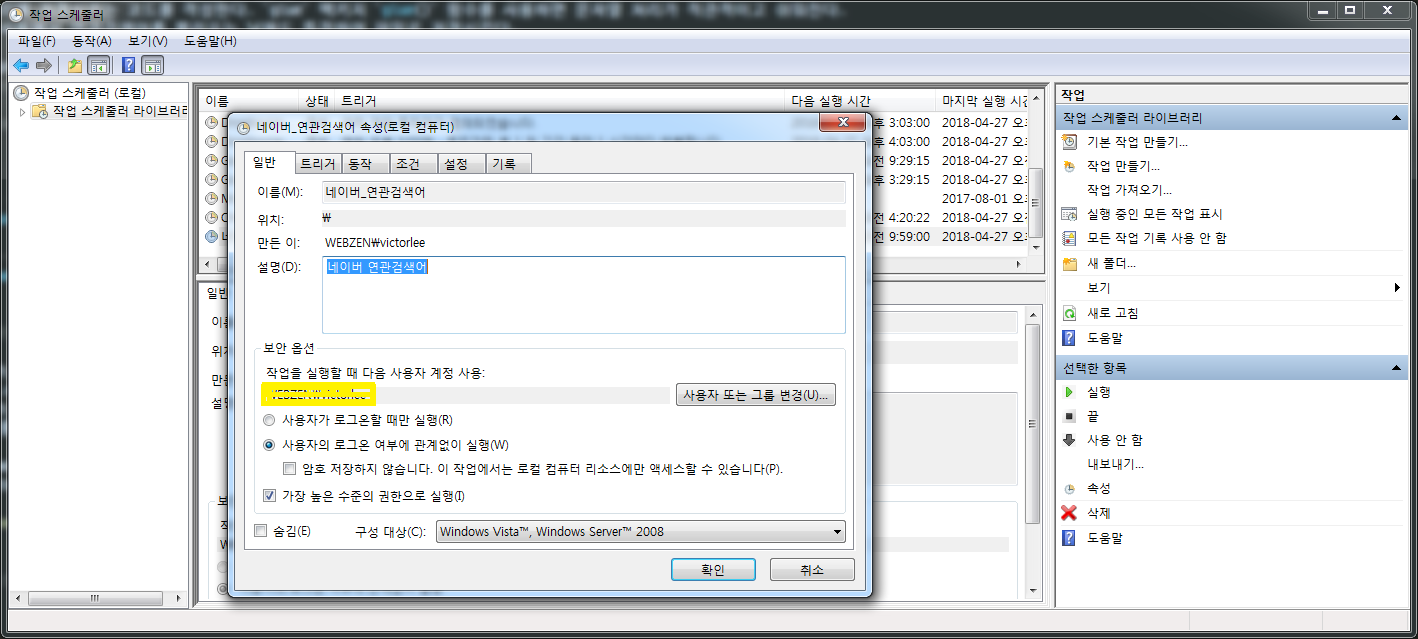 작업 스케줄러
파일(F) 동작(A) 보기(V) 도움말(H)
작업 스케줄러 (로컬)
작업 스케줄러 라이브러리
이름 상태 트리거 다음 실행 시간 마지막 실행 시간
후 3:03:00 2018-04-27 오
후 4:03:00 2018-04-27 오
전 9:29:15 2018-04-27 오
후 3:29:15 2018-04-27 오
2017-08-01 오
전 4:20:22 2018-04-27 오
전 9:59:00 2018-04-27 오
일반
네이버_연관검색어 속성(로컬 컴퓨터)
일반 트리거 동작 조건 설정 기록
이름(M): 네이버_연관검색어
위치: ₩
만든 이: WEBZEN₩victorlee
설명(D): 네이버 연관검색어
보안 옵션
작업을 실행할 때 다음 사용자 계정 사용:
사용자 또는 그룹 변경(U)...
사용자가 로그온할 때만 실행(R)
사용자의 로그온 여부에 관계없이 실행(W)
암호 저장하지 않습니다. 이 작업에서는 로컬 컴퓨터 리소스에만 액세스할 수 있습니다(P).
가장 높은 수준의 권한으로 실행(I)
숨김(E) 구성 대상(C): Windows Vista™, Windows Server™ 2008
확인 취소
작업
작업 스케줄러 라이브러리
기본 작업 만들기...
작업 만들기...
작업 가져오기...
실행 중인 모든 작업 표시
모든 작업 기록 사용 안 함
새 폴더...
보기
새로 고침
도움말
선택한 항목
실행
끝
사용 안 함
내보내기...
속성
삭제
도움말